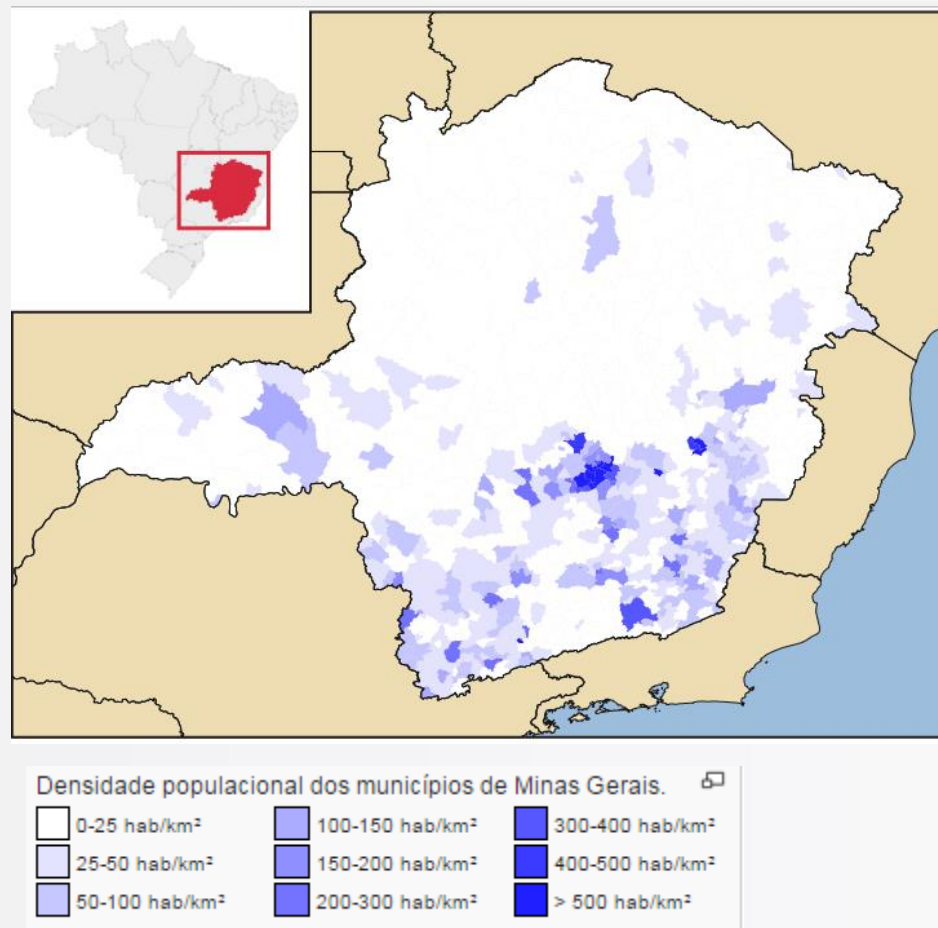 Densidade populacional dos municípios de Minas Gerais.
0-25 hab/km²
100-150 hab/km²
300-400 hab/km²
25-50 hab/km²
150-200 hab/km²
400-500 hab/km²
50-100 hab/km²
200-300 hab/km²
> 500 hab/km²